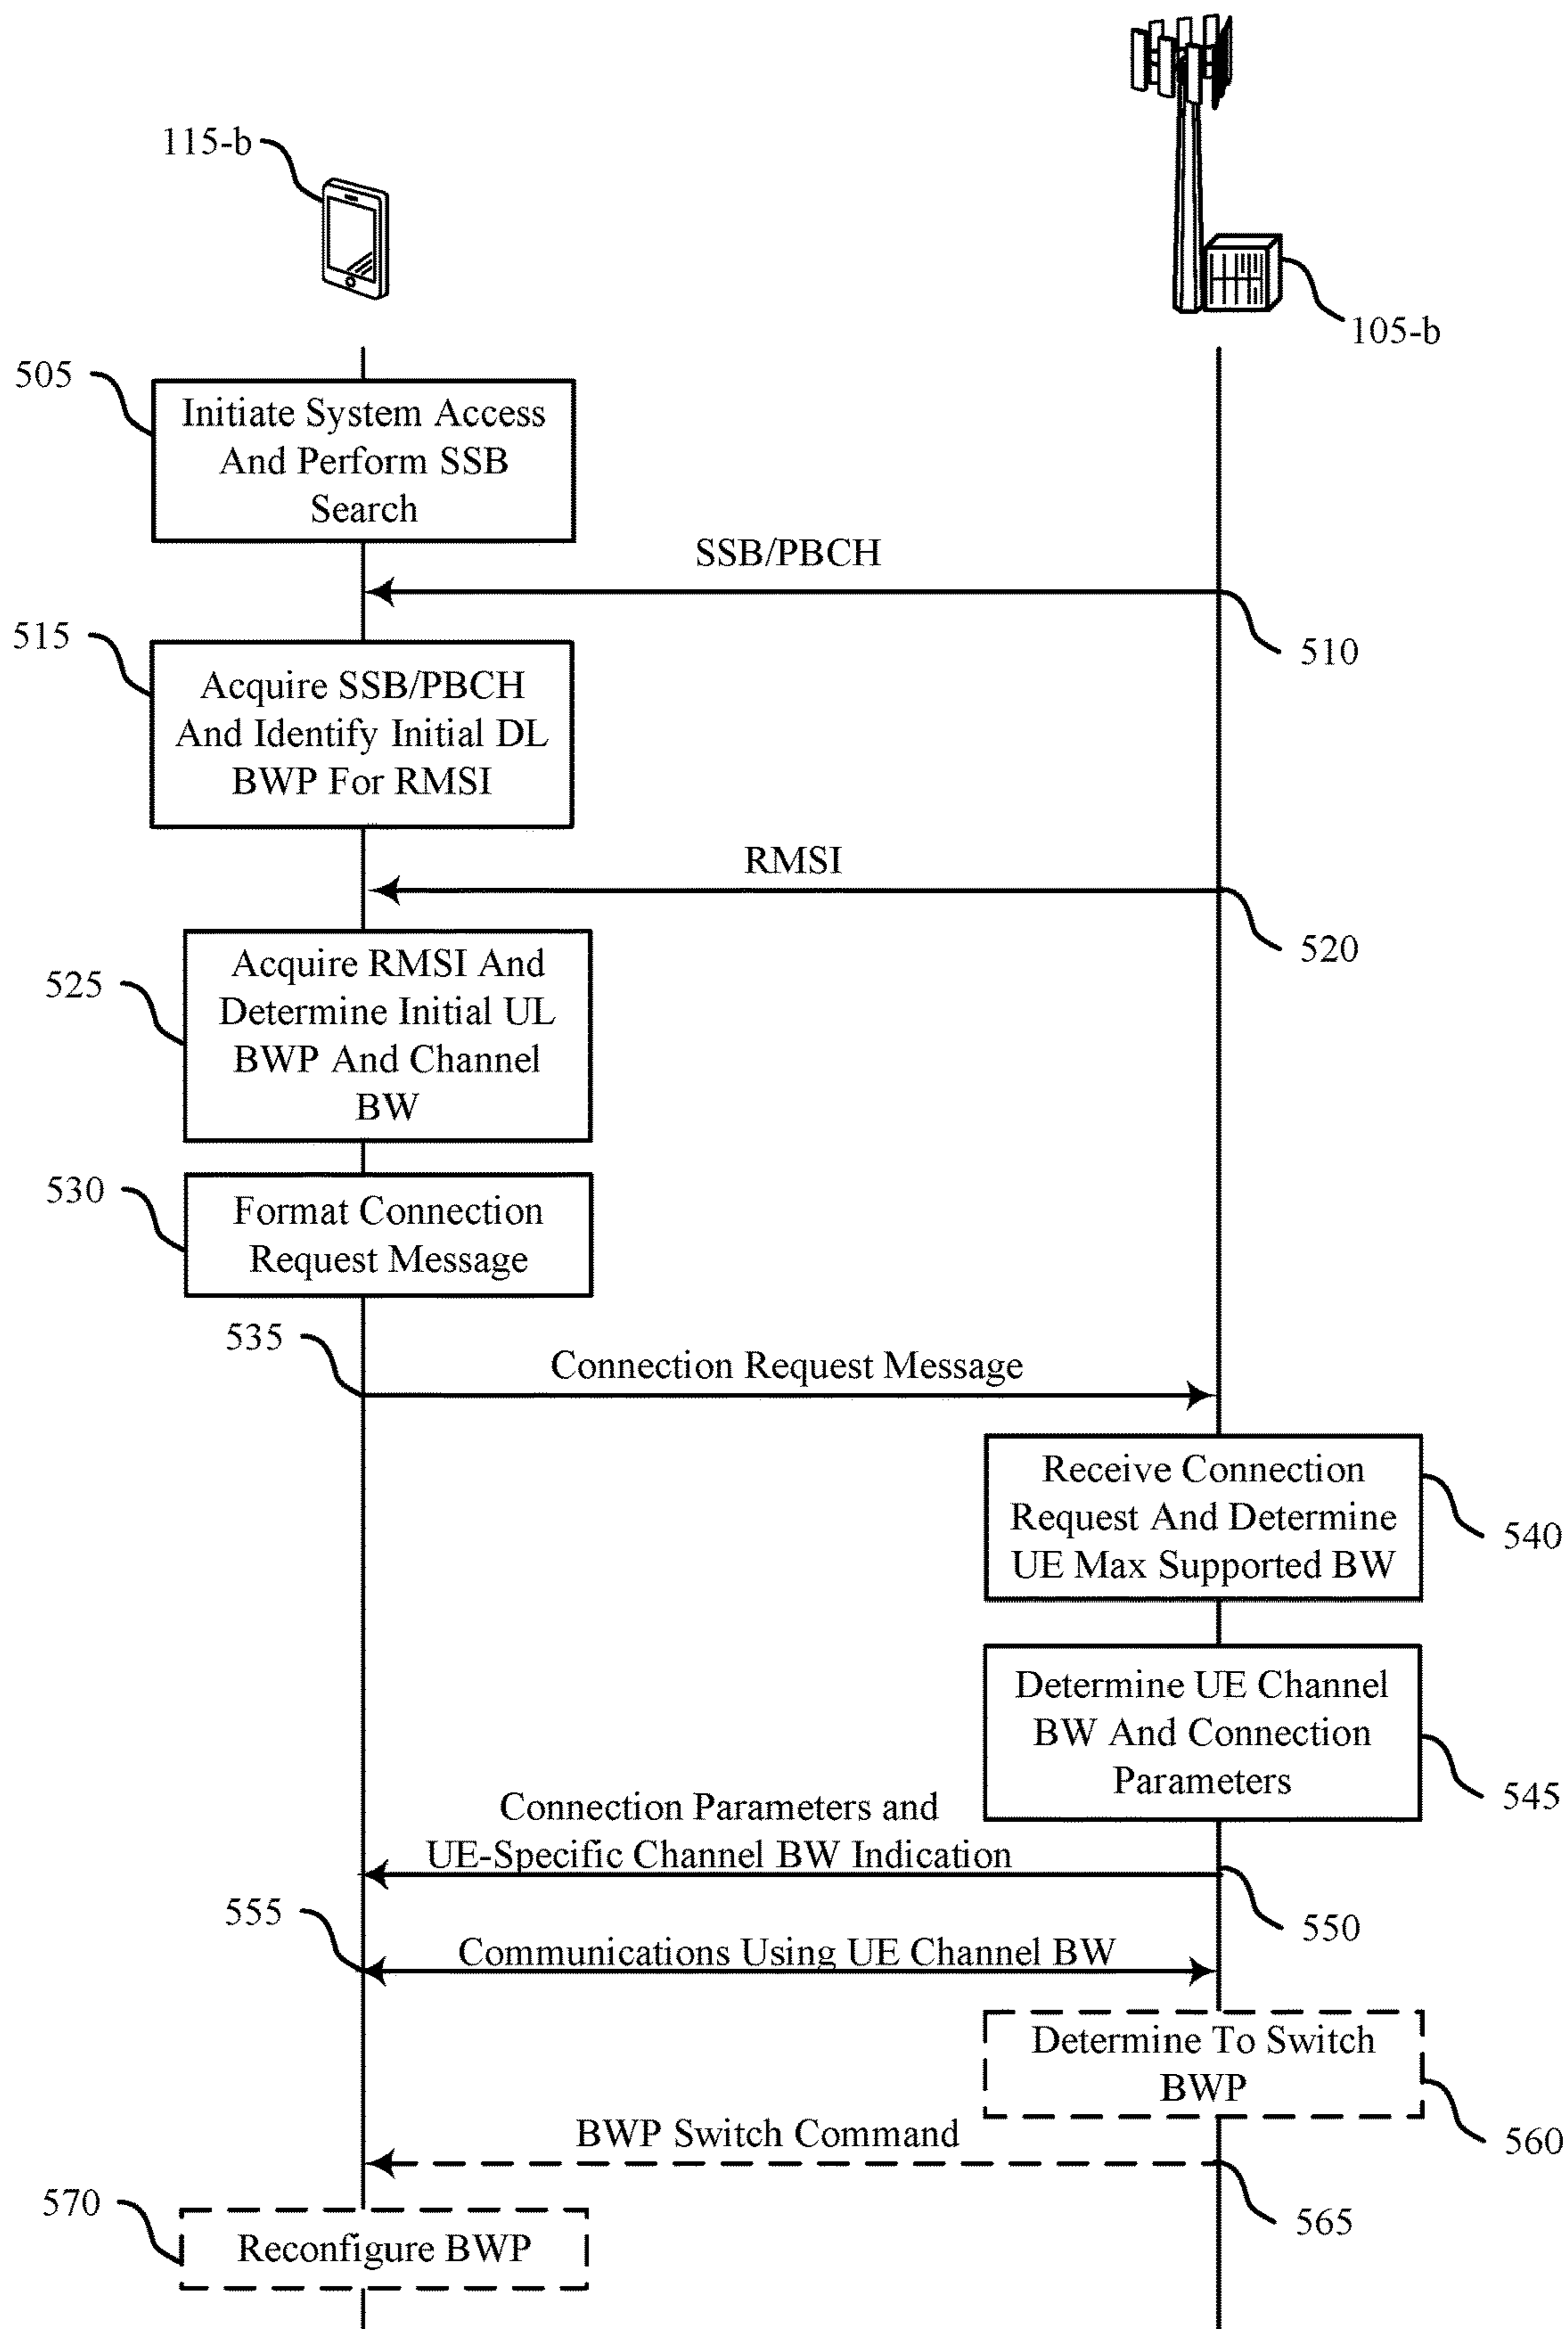 115-b
105-b
505
Initiate System Access
And Perform SSB
Search
SSB/PBCH
510
515
Acquire SSB/PBCH
And Identify Initial DL
BWP For RMSI
RMSI
520
525
Acquire RMSI And
Determine Initial UL
BWP And Channel
BW
530
Format Connection
Request Message
535
Connection Request Message
Receive Connection
Request And Determine
UE Max Supported BW
540
Determine UE Channel
BW And Connection
Parameters
545
Connection Parameters and
UE-Specific Channel BW Indication
550
555
Communications Using UE Channel BW
Determine To Switch
BWP
560
BWP Switch Command
565
570
Reconfigure BWP